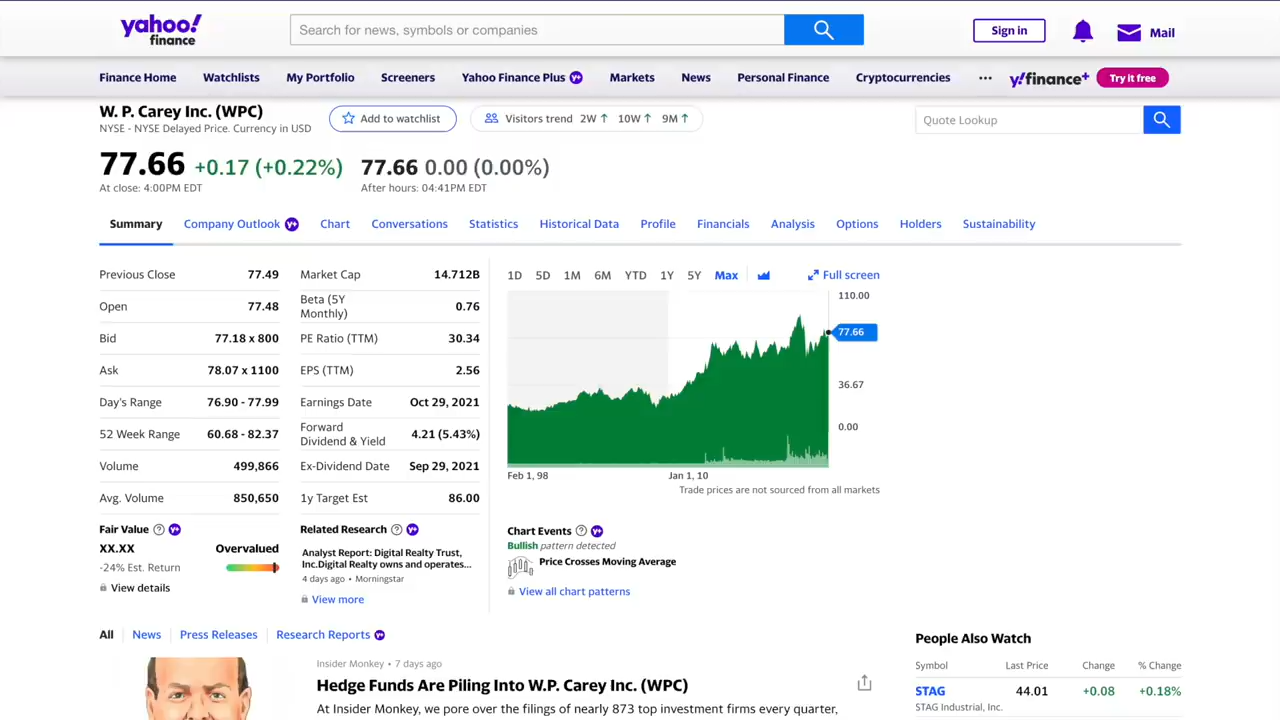 yahoo!
finance
Search for news, symbols or companies
Sign in
Mail
Finance Home
Watchlists
My Portfolio
Screeners
Yahoo Finance Plus y+
Markets
News
Personal Finance
Cryptocurrencies
...
y!finance+
Try it free
W. P. Carey Inc. (WPC)
NYSE - NYSE Delayed Price. Currency in USD
Add to watchlist
Visitors trend 2W ↑ 10W ↑ 9M ↑
Quote Lookup
77.66 +0.17 (+0.22%)
At close: 4:00PM EDT
77.66 0.00 (0.00%)
After hours: 04:41PM EDT
Summary
Company Outlook y+
Chart
Conversations
Statistics
Historical Data
Profile
Financials
Analysis
Options
Holders
Sustainability
Previous Close 77.49
Open 77.48
Bid 77.18 x 800
Ask 78.07 x 1100
Day's Range 76.90 - 77.99
52 Week Range 60.68 - 82.37
Volume 499,866
Avg. Volume 850,650
Market Cap 14.712B
Beta (5Y
Monthly) 0.76
PE Ratio (TTM) 30.34
EPS (TTM) 2.56
Earnings Date Oct 29, 2021
Forward
Dividend & Yield 4.21 (5.43%)
Ex-Dividend Date Sep 29, 2021
1y Target Est 86.00
1D 5D 1M 6M YTD 1Y 5Y Max
Full screen
110.00
77.66
36.67
0.00
Feb 1, 98
Jan 1, 10
Trade prices are not sourced from all markets
Fair Value ? y+
XX.XX Overvalued
-24% Est. Return
View details
Related Research ? y+
Analyst Report: Digital Realty Trust,
Inc.Digital Realty owns and operates...
4 days ago • Morningstar
View more
Chart Events ? y+
Bullish pattern detected
Price Crosses Moving Average
View all chart patterns
All
News
Press Releases
Research Reports y+
Insider Monkey • 7 days ago
Hedge Funds Are Piling Into W.P. Carey Inc. (WPC)
At Insider Monkey, we pore over the filings of nearly 873 top investment firms every quarter,
People Also Watch
Symbol Last Price Change % Change
STAG 44.01 +0.08 +0.18%
STAG Industrial, Inc.